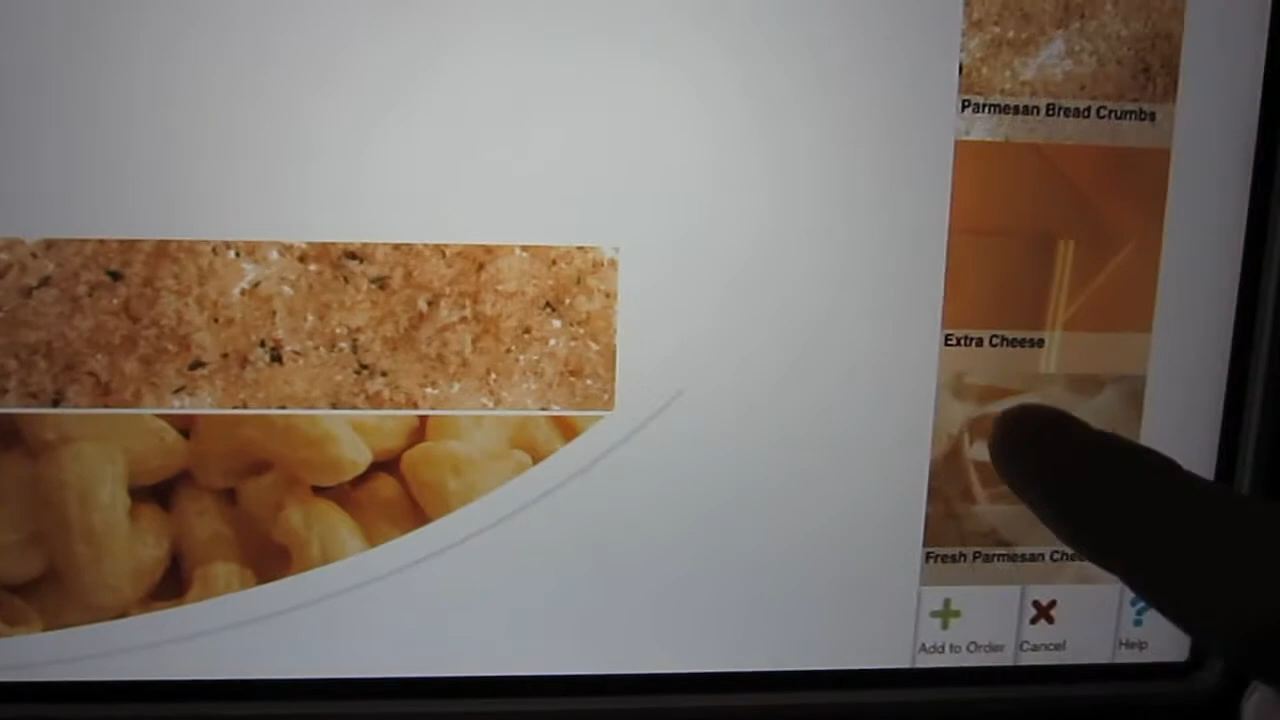 Parmesan Bread Crumbs
Extra Cheese
Fresh Parmesan
Add to Order
Cancel
Help